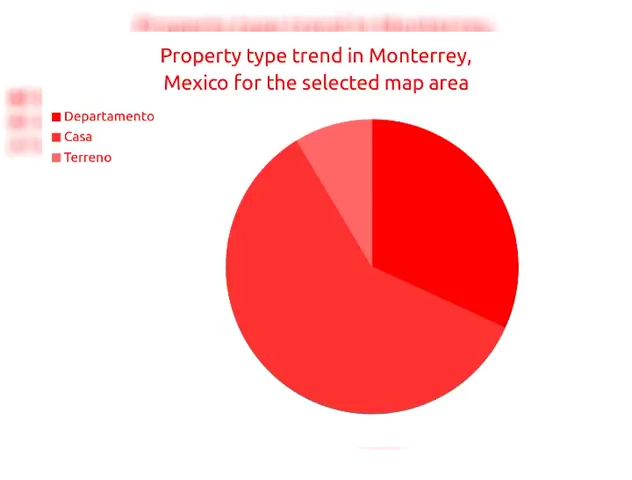 Property type trend in Monterrey,
Mexico for the selected map area
Departamento
Casa
Terreno